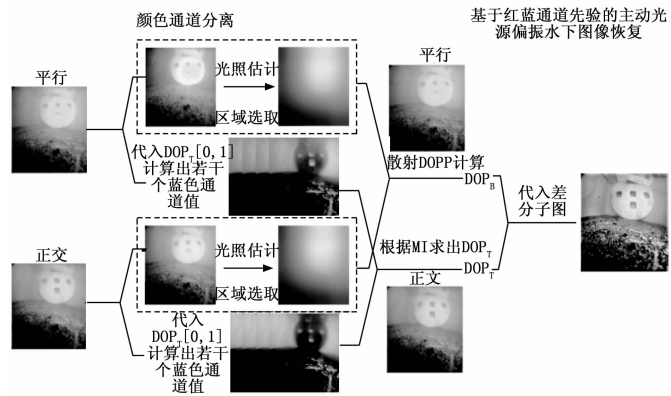 颜色通道分离
基于红蓝通道先验的主动光
源偏振水下图像恢复
平行
光照估计
区域选取
平行
代入DOP_T[0,1]
计算出若干
个蓝色通
道值
散射DOPP计算
DOP_B
代入差
分子图
正交
光照估计
区域选取
根据MI求出DOP_T
DOP_T
正文
代入
DOP_T[0,1]
计算出若干
个蓝色通
道值